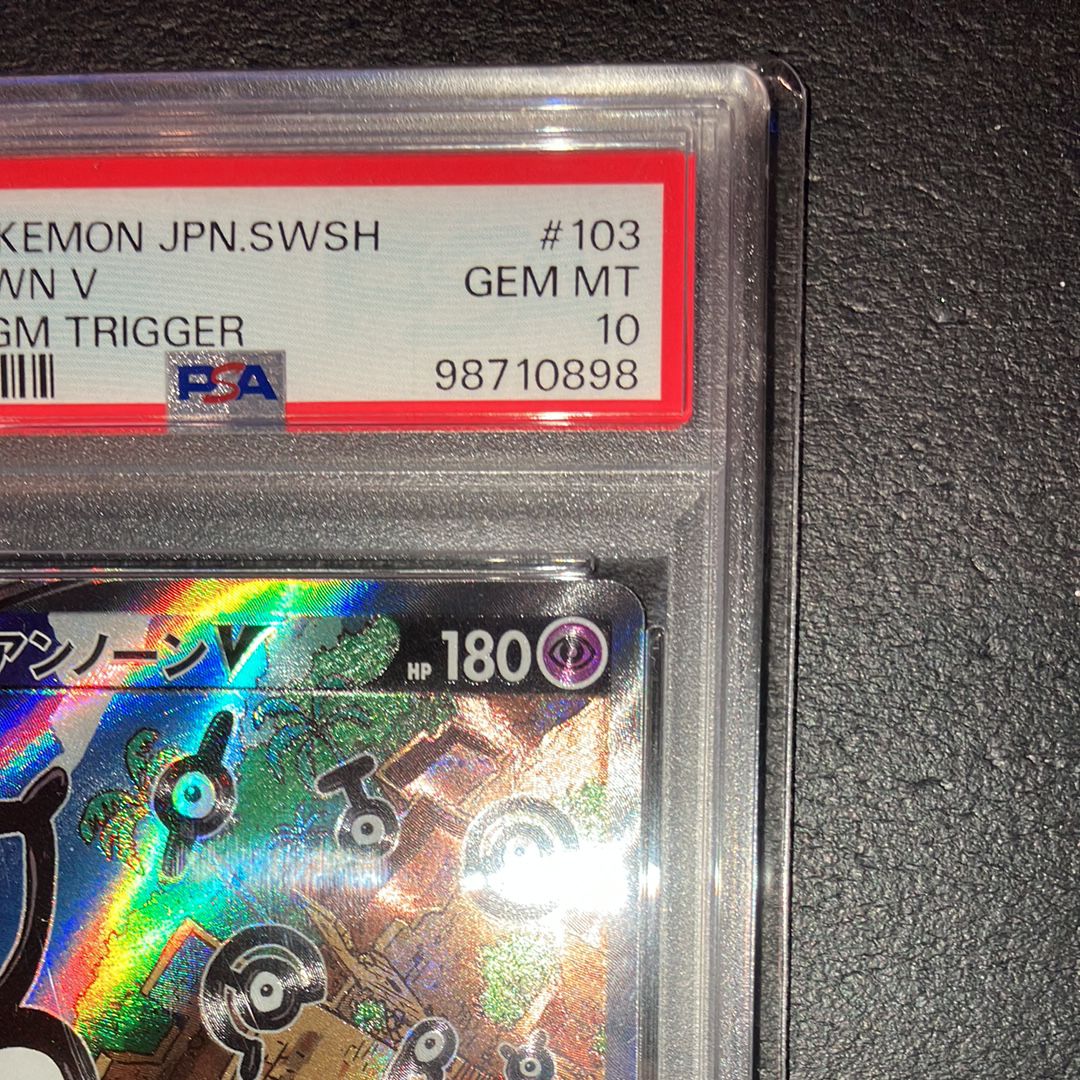 KEMON JPN.SWSH #103
WN V GEM MT
GM TRIGGER 10
PSA 98710898
アンノーンV HP 180